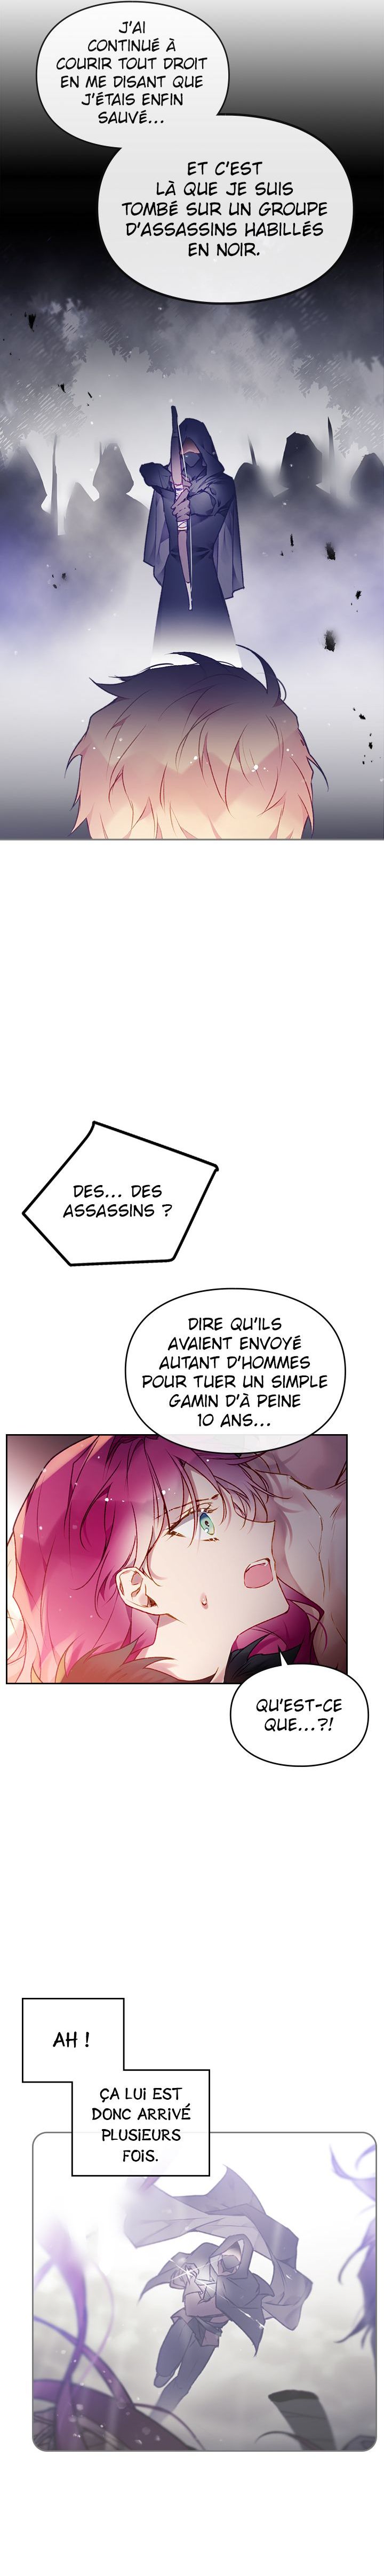 J'AI
CONTINUÉ À
COURIR TOUT DROIT
EN ME DISANT QUE
J'ÉTAIS ENFIN
SAUVÉ...
ET C'EST
LÀ QUE JE SUIS
TOMBÉ SUR UN GROUPE
D'ASSASSINS HABILLÉS
EN NOIR.
DES... DES
ASSASSINS ?
DIRE QU'ILS
AVAIENT ENVOYÉ
AUTANT D'HOMMES
POUR TUER UN SIMPLE
GAMIN D'À PEINE
10 ANS...
QU'EST-CE
QUE...?!
AH !
ÇA LUI EST
DONC ARRIVÉ
PLUSIEURS
FOIS.